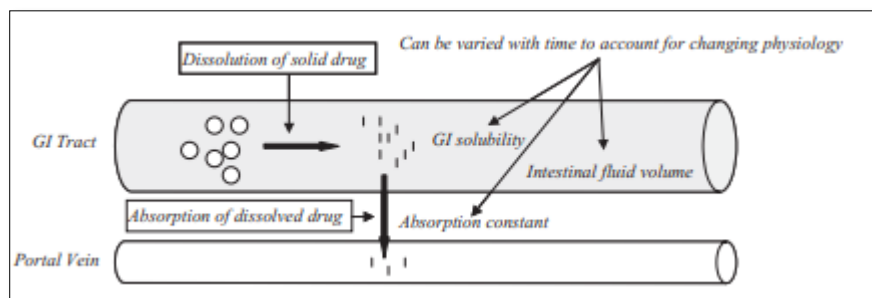 Can be varied with time to account for changing physiology
Dissolution of solid drug
GI Tract
GI solubility
Intestinal fluid volume
Absorption of dissolved drug
Absorption constant
Portal Vein